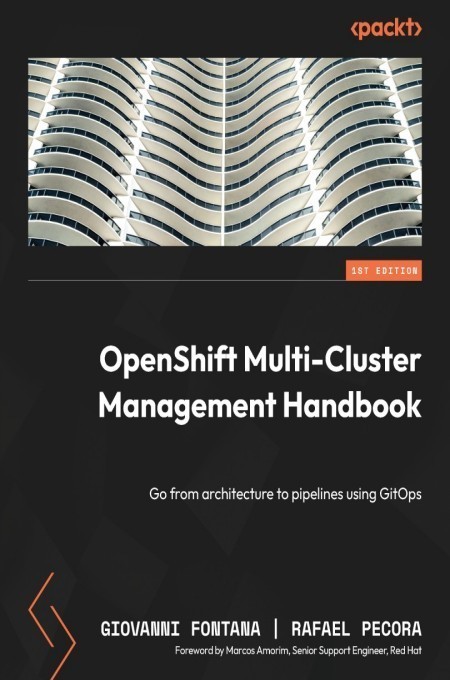 <packt>
1ST EDITION
OpenShift Multi-Cluster
Management Handbook
Go from architecture to pipelines using GitOps
GIOVANNI FONTANA | RAFAEL PECORA
Foreword by Marcos Amorim, Senior Support Engineer, Red Hat